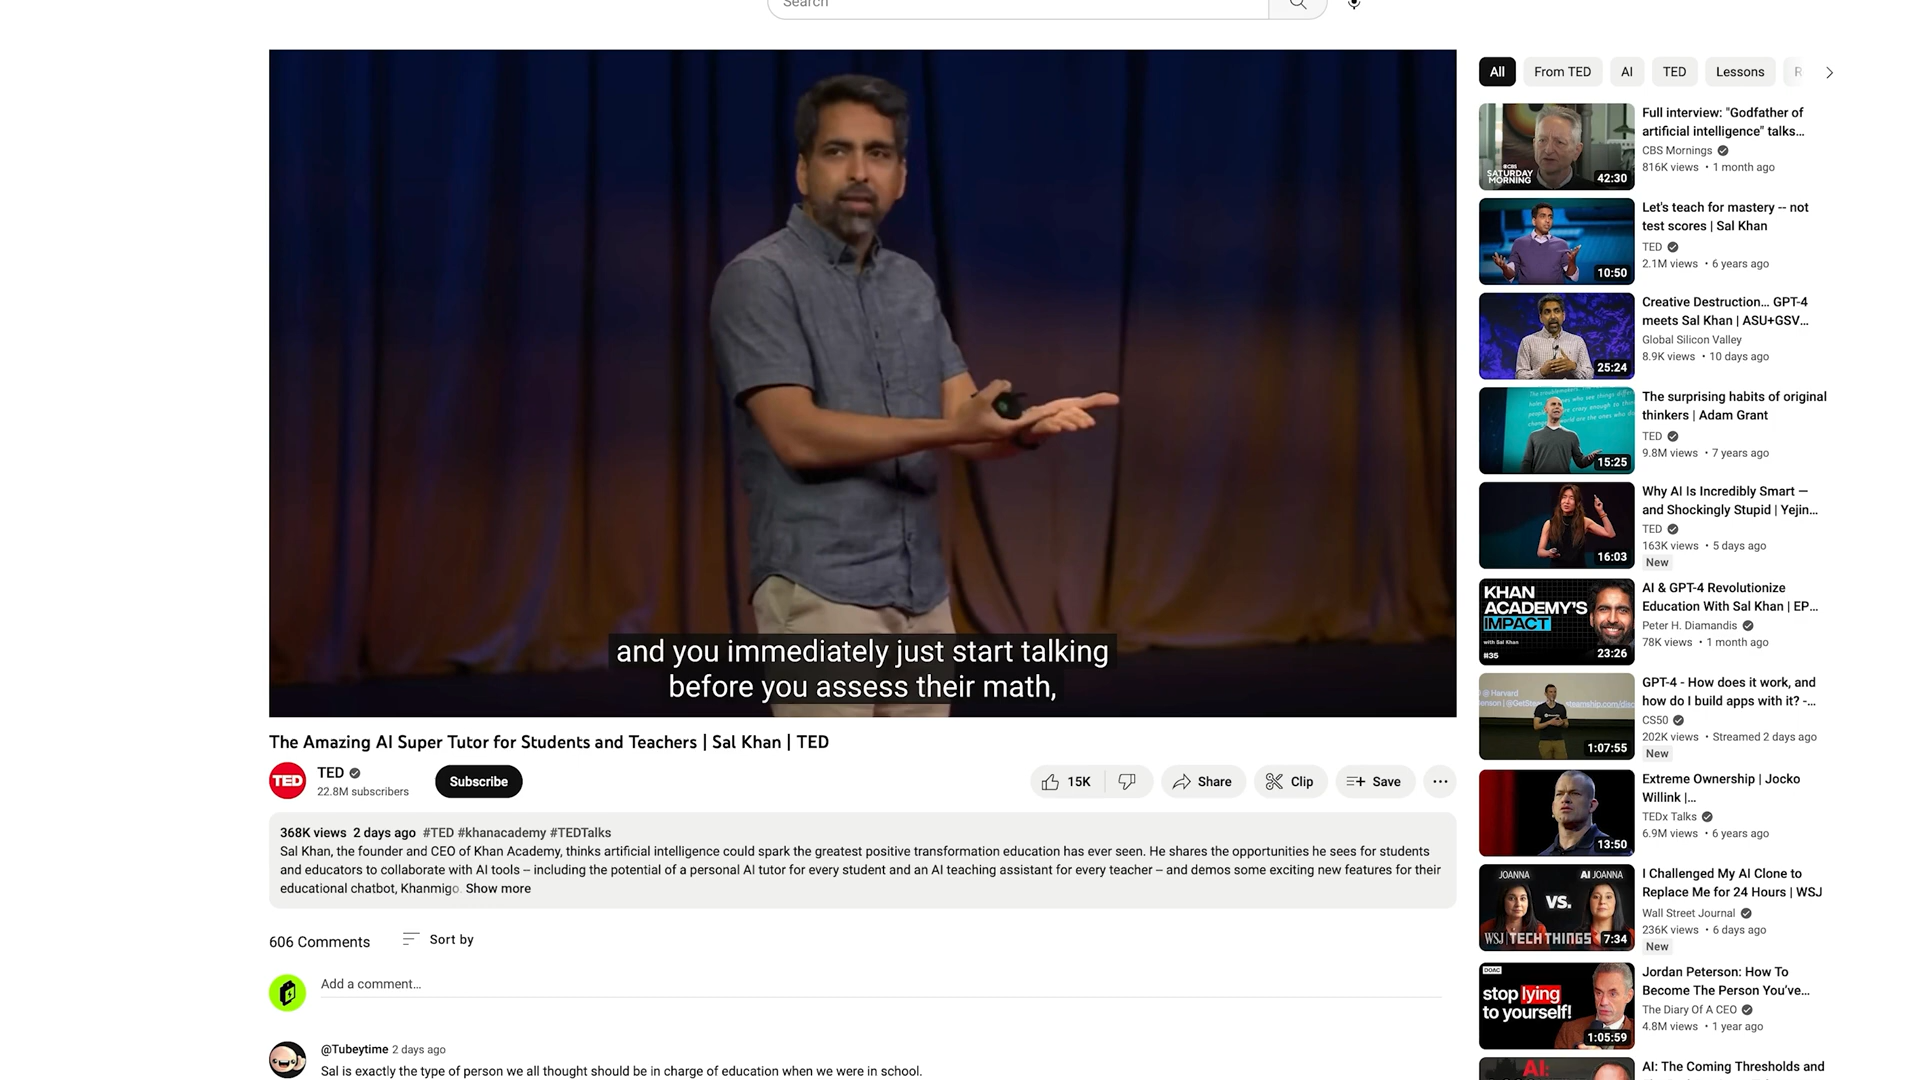 Search
and you immediately just start talking
before you assess their math,
The Amazing AI Super Tutor for Students and Teachers | Sal Khan | TED
TED
TED
22.8M subscribers
Subscribe
15K
Share
Clip
Save
368K views 2 days ago #TED #khanacademy #TEDTalks
Sal Khan, the founder and CEO of Khan Academy, thinks artificial intelligence could spark the greatest positive transformation education has ever seen. He shares the opportunities he sees for students
and educators to collaborate with AI tools -- including the potential of a personal AI tutor for every student and an AI teaching assistant for every teacher -- and demos some exciting new features for their
educational chatbot, Khanmigo. Show more
606 Comments
Sort by
Add a comment...
@Tubeytime 2 days ago
Sal is exactly the type of person we all thought should be in charge of education when we were in school.
All
From TED
AI
TED
Lessons
CBS
SATURDAY
MORNING
42:30
Full interview: "Godfather of
artificial intelligence" talks...
CBS Mornings
816K views • 1 month ago
10:50
Let's teach for mastery -- not
test scores | Sal Khan
TED
2.1M views • 6 years ago
25:24
Creative Destruction... GPT-4
meets Sal Khan | ASU+GSV...
Global Silicon Valley
8.9K views • 10 days ago
15:25
The surprising habits of original
thinkers | Adam Grant
TED
9.8M views • 7 years ago
16:03
Why AI Is Incredibly Smart —
and Shockingly Stupid | Yejin...
TED
163K views • 5 days ago
New
KHAN
ACADEMY'S
IMPACT
with Sal Khan
#35
23:26
AI & GPT-4 Revolutionize
Education With Sal Khan | EP...
Peter H. Diamandis
78K views • 1 month ago
@ Harvard
1:07:55
GPT-4 - How does it work, and
how do I build apps with it? -...
CS50
202K views • Streamed 2 days ago
New
13:50
Extreme Ownership | Jocko
Willink |...
TEDx Talks
6.9M views • 6 years ago
JOANNA
AI JOANNA
VS.
WSJ | TECH THINGS
7:34
I Challenged My AI Clone to
Replace Me for 24 Hours | WSJ
Wall Street Journal
236K views • 6 days ago
New
DOAC
stop lying
to yourself!
1:05:59
Jordan Peterson: How To
Become The Person You've...
The Diary Of A CEO
4.8M views • 1 year ago
AI:
AI: The Coming Thresholds and